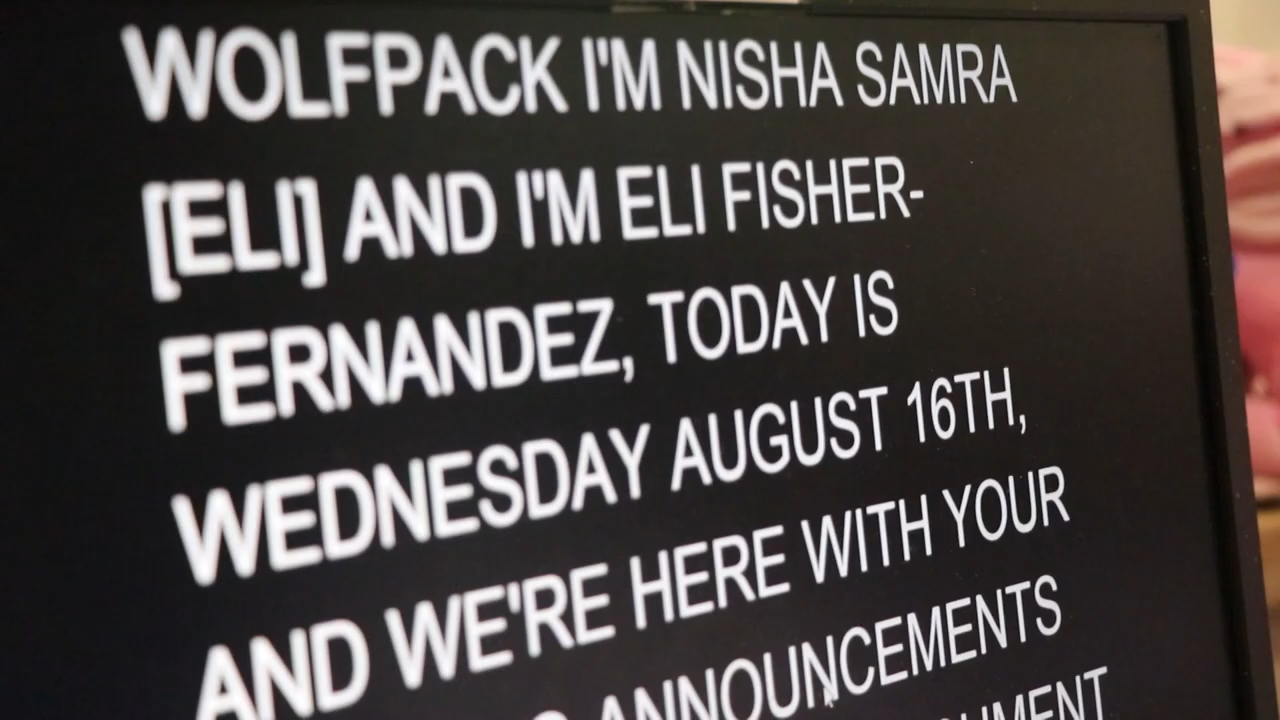 WOLFPACK I'M NISHA SAMRA
[ELI] AND I'M ELI FISHER-
FERNANDEZ, TODAY IS
WEDNESDAY AUGUST 16TH,
AND WE'RE HERE WITH YOUR
ANNOUNCEMENTS